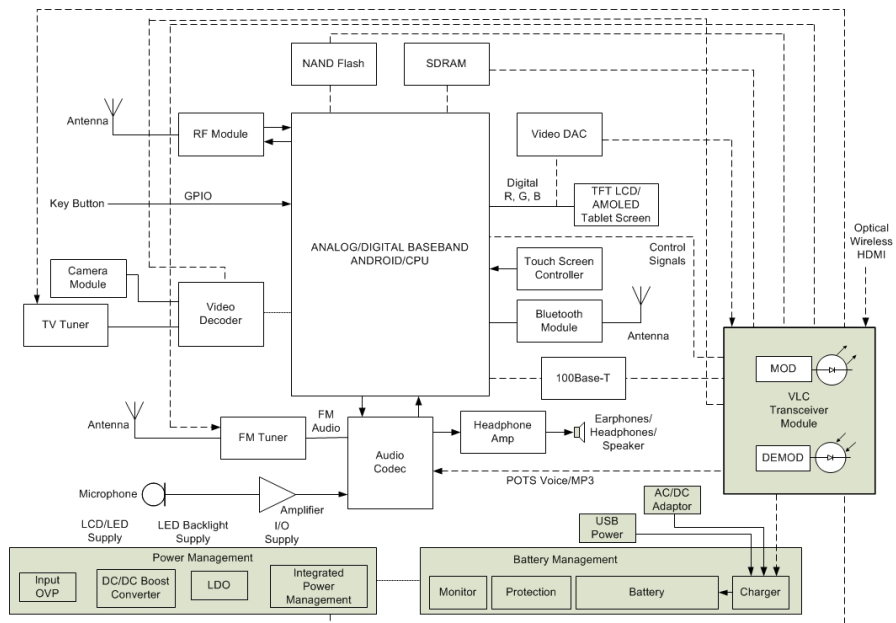 NAND Flash
SDRAM
Antenna
RF Module
Video DAC
Key Button
GPIO
Digital
R, G, B
TFT LCD/
AMOLED
Tablet Screen
ANALOG/DIGITAL BASEBAND
ANDROID/CPU
Control
Signals
Optical
Wireless
HDMI
Camera
Module
Touch Screen
Controller
Video
Decoder
TV Tuner
Bluetooth
Module
Antenna
100Base-T
MOD
VLC
Transceiver
Module
DEMOD
Antenna
FM Tuner
FM
Audio
Audio
Codec
Headphone
Amp
Earphones/
Headphones/
Speaker
POTS Voice/MP3
Microphone
Amplifier
AC/DC
Adaptor
USB
Power
LCD/LED
Supply
LED Backlight
Supply
I/O
Supply
Power Management
Input
OVP
DC/DC Boost
Converter
LDO
Integrated
Power
Management
Battery Management
Monitor
Protection
Battery
Charger